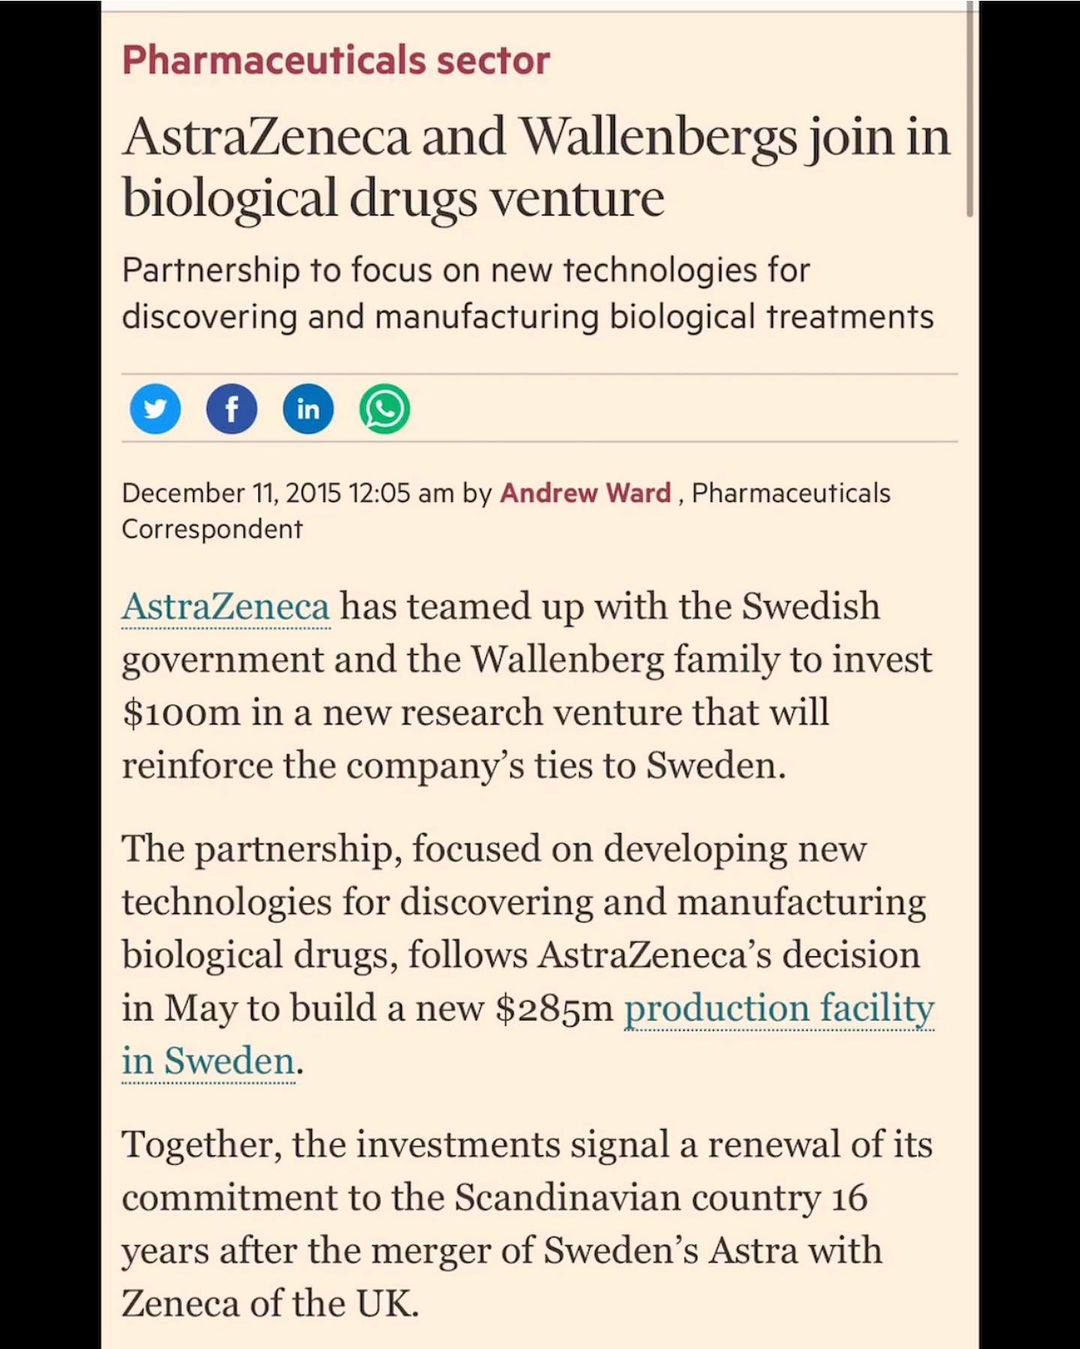 Pharmaceuticals sector
AstraZeneca and Wallenbergs join in
biological drugs venture
Partnership to focus on new technologies for
discovering and manufacturing biological treatments
f in
December 11, 2015 12:05 am by Andrew Ward , Pharmaceuticals
Correspondent
AstraZeneca has teamed up with the Swedish
government and the Wallenberg family to invest
$100m in a new research venture that will
reinforce the company’s ties to Sweden.
The partnership, focused on developing new
technologies for discovering and manufacturing
biological drugs, follows AstraZeneca’s decision
in May to build a new $285m production facility
in Sweden.
Together, the investments signal a renewal of its
commitment to the Scandinavian country 16
years after the merger of Sweden’s Astra with
Zeneca of the UK.